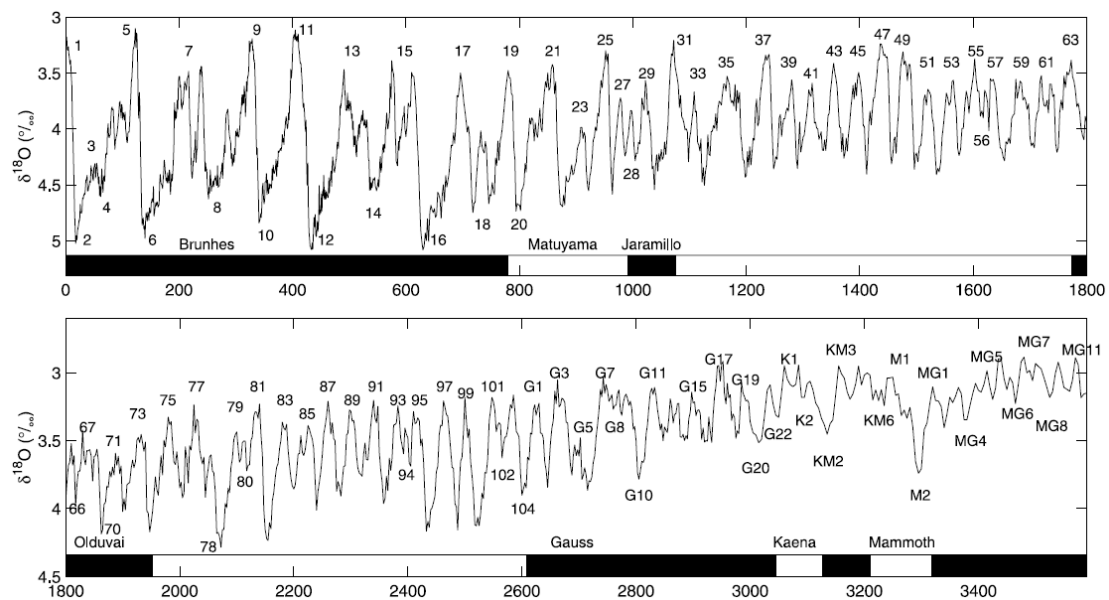 3
3.5
4
4.5
5
δ18O (°/oo)
1 3 5 7 9 11 13 15 17 19 21 23 25 27 29 31 33 35 37 39 41 43 45 47 49 51 53 55 57 59 61 63
2 4 6 8 10 12 14 16 18 20 28 56
Brunhes Matuyama Jaramillo
0 200 400 600 800 1000 1200 1400 1600 1800
3
3.5
4
4.5
δ18O (°/oo)
67 71 73 75 77 79 81 83 85 87 89 91 93 95 97 99 101 G1 G3 G5 G7 G11 G15 G17 G19 K1 KM3 M1 MG1 MG5 MG7 MG11
66 70 78 80 94 102 104 G8 G10 G20 G22 K2 KM2 KM6 M2 MG4 MG6 MG8
Olduvai Gauss Kaena Mammoth
1800 2000 2200 2400 2600 2800 3000 3200 3400